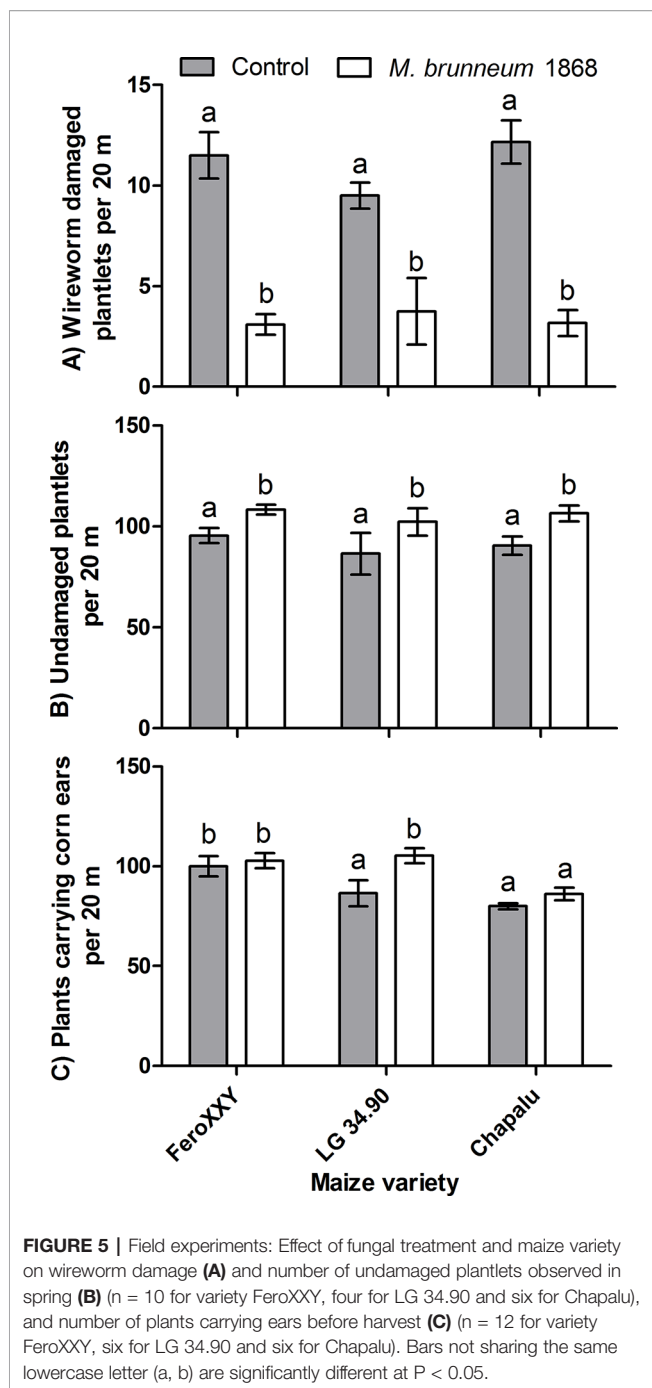 Control M. brunneum 1868
A) Wireworm damaged
plantlets per 20 m
15
10
5
0
a b a b a b
B) Undamaged plantlets
per 20 m
150
100
50
0
a b a b a b
C) Plants carrying corn ears
per 20 m
150
100
50
0
b b a b a a
FeroXXY LG 34.90 Chapalu
Maize variety
FIGURE 5 | Field experiments: Effect of fungal treatment and maize variety
on wireworm damage (A) and number of undamaged plantlets observed in
spring (B) (n = 10 for variety FeroXXY, four for LG 34.90 and six for Chapalu),
and number of plants carrying ears before harvest (C) (n = 12 for variety
FeroXXY, six for LG 34.90 and six for Chapalu). Bars not sharing the same
lowercase letter (a, b) are significantly different at P < 0.05.